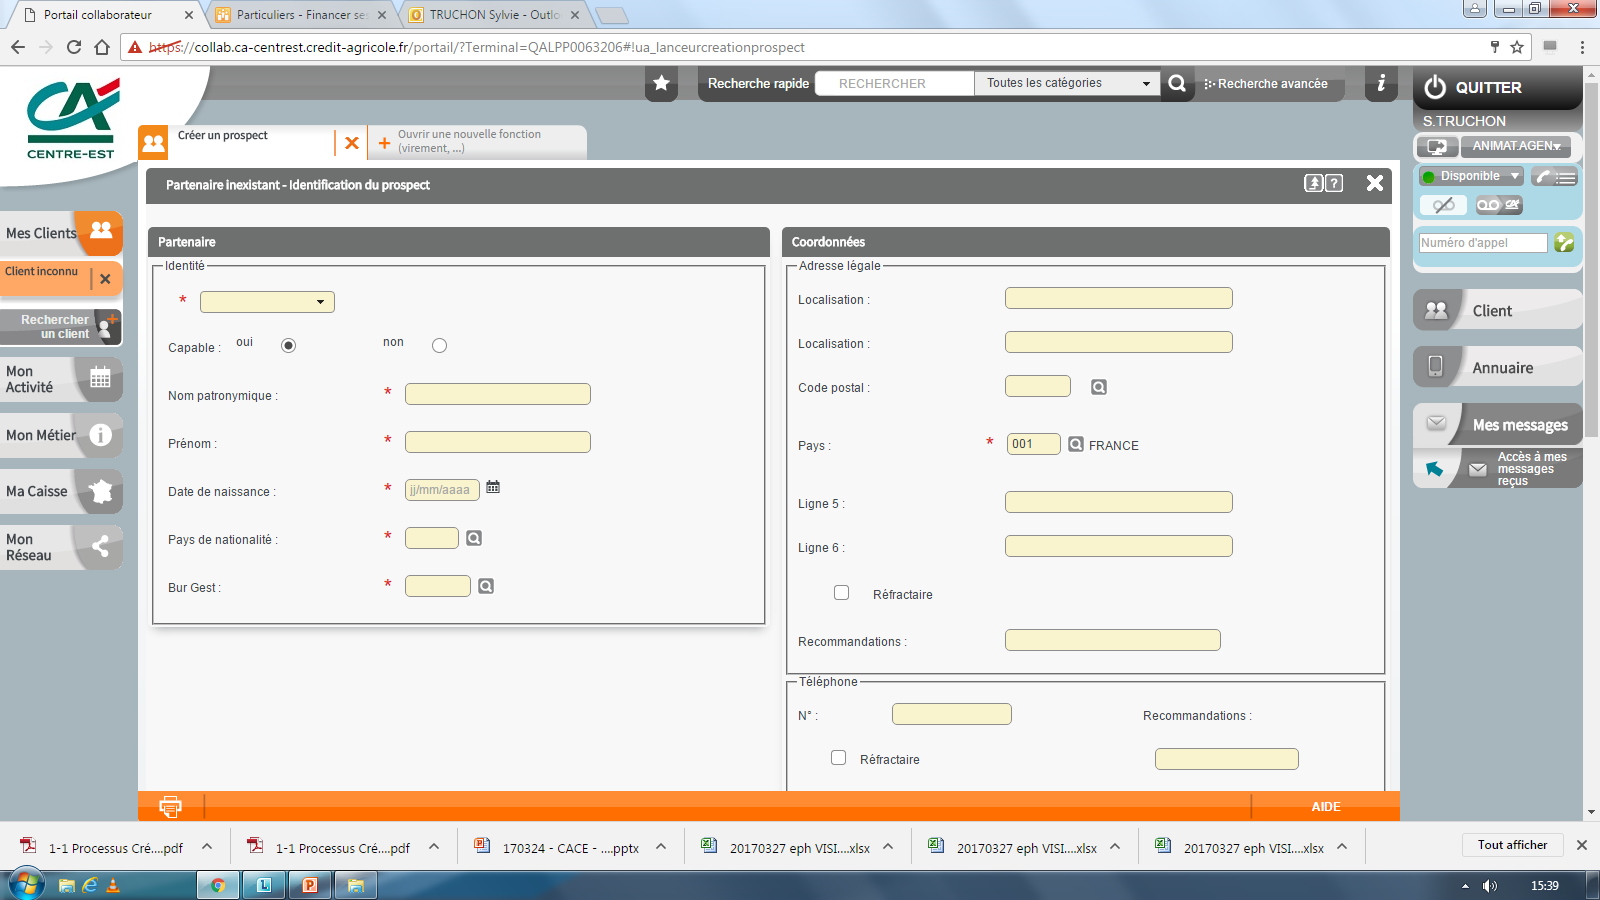 Portail collaborateur
Particuliers - Financer se
TRUCHON Sylvie - Outlo
https://collab.ca-centrest.credit-agricole.fr/portail/?Terminal=QALPP0063206#!ua_lanceurcreationprospect
CENTRE-EST
Recherche rapide
RECHERCHER
Toutes les catégories
Recherche avancée
QUITTER
S.TRUCHON
ANIMAT.AGEN
Disponible
Numéro d'appel
Client
Annuaire
Mes messages
Accès à mes
messages
reçus
Créer un prospect
Ouvrir une nouvelle fonction
(virement, ...)
Mes Clients
Client inconnu
Rechercher
un client
Mon
Activité
Mon Métier
Ma Caisse
Mon
Réseau
Partenaire inexistant - Identification du prospect
Partenaire
Identité
*
Capable : oui non
Nom patronymique : *
Prénom : *
Date de naissance : * jj/mm/aaaa
Pays de nationalité : *
Bur Gest : *
Coordonnées
Adresse légale
Localisation :
Localisation :
Code postal :
Pays : * 001 FRANCE
Ligne 5 :
Ligne 6 :
Réfractaire
Recommandations :
Téléphone
N° : Recommandations :
Réfractaire
AIDE
1-1 Processus Cré....pdf
1-1 Processus Cré....pdf
170324 - CACE - ....pptx
20170327 eph VISI....xlsx
20170327 eph VISI....xlsx
20170327 eph VISI....xlsx
Tout afficher
15:39